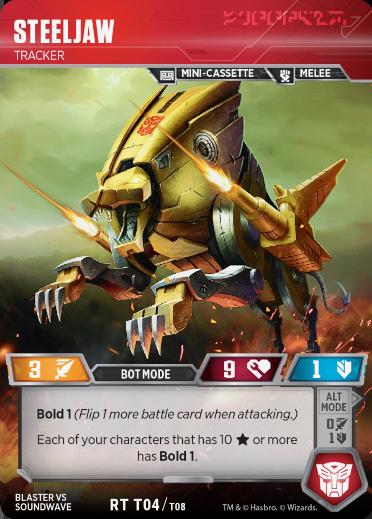 STEELJAW
TRACKER
MINI-CASSETTE MELEE
3 BOT MODE 9 1
Bold 1 (Flip 1 more battle card when attacking.)
Each of your characters that has 10 ★ or more
has Bold 1.
ALT
MODE
0
1
BLASTER VS
SOUNDWAVE
RT T04/T08
TM & © Hasbro. © Wizards.